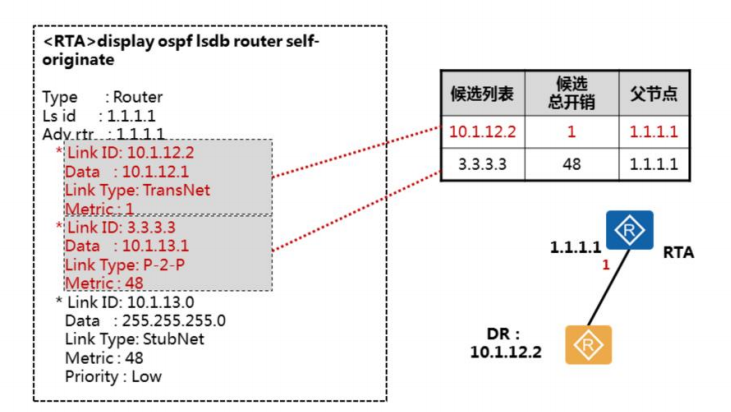 <RTA>display ospf lsdb router self-
originate
Type : Router
Ls id : 1.1.1.1
Adv rtr : 1.1.1.1
* Link ID: 10.1.12.2
Data : 10.1.12.1
Link Type: TransNet
Metric : 1
* Link ID: 3.3.3.3
Data : 10.1.13.1
Link Type: P-2-P
Metric : 48
* Link ID: 10.1.13.0
Data : 255.255.255.0
Link Type: StubNet
Metric : 48
Priority : Low
候选列表 候选总开销 父节点
10.1.12.2 1 1.1.1.1
3.3.3.3 48 1.1.1.1
R
1.1.1.1 RTA
1
DR :
10.1.12.2
R